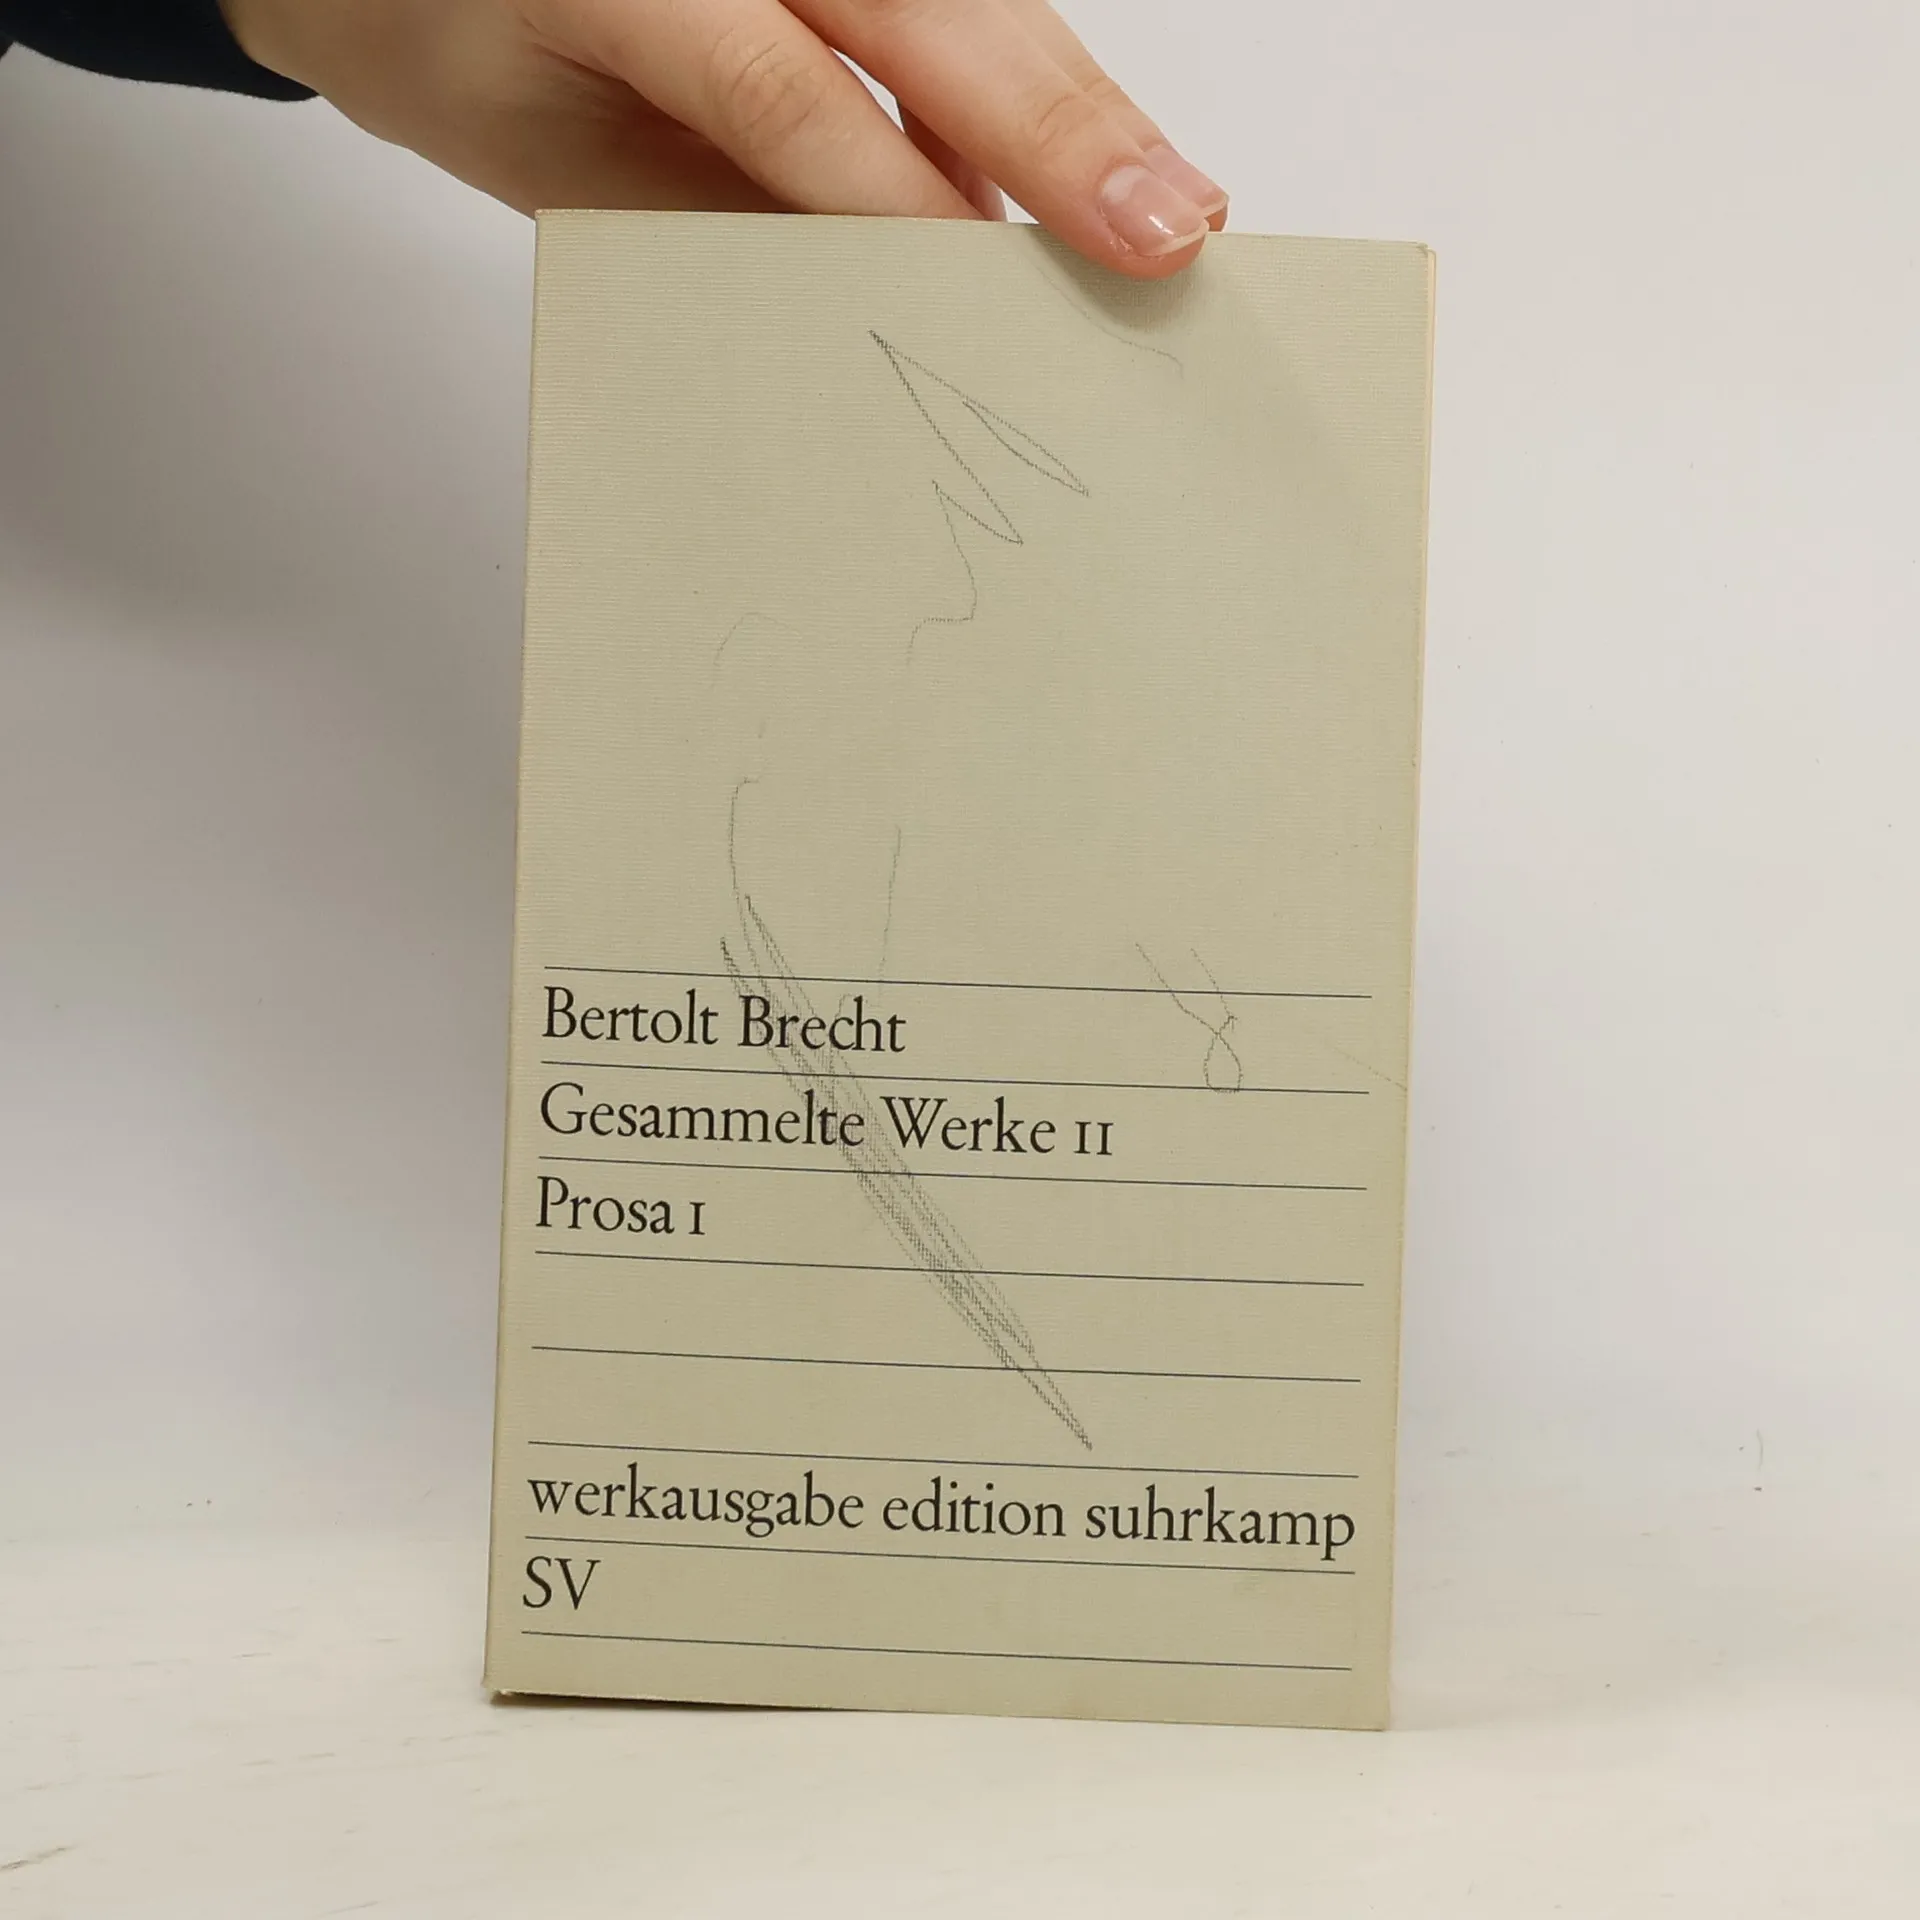 Bertolt Brecht
Gesammelte Werke 11
Prosa 1
werkausgabe edition suhrkamp
SV